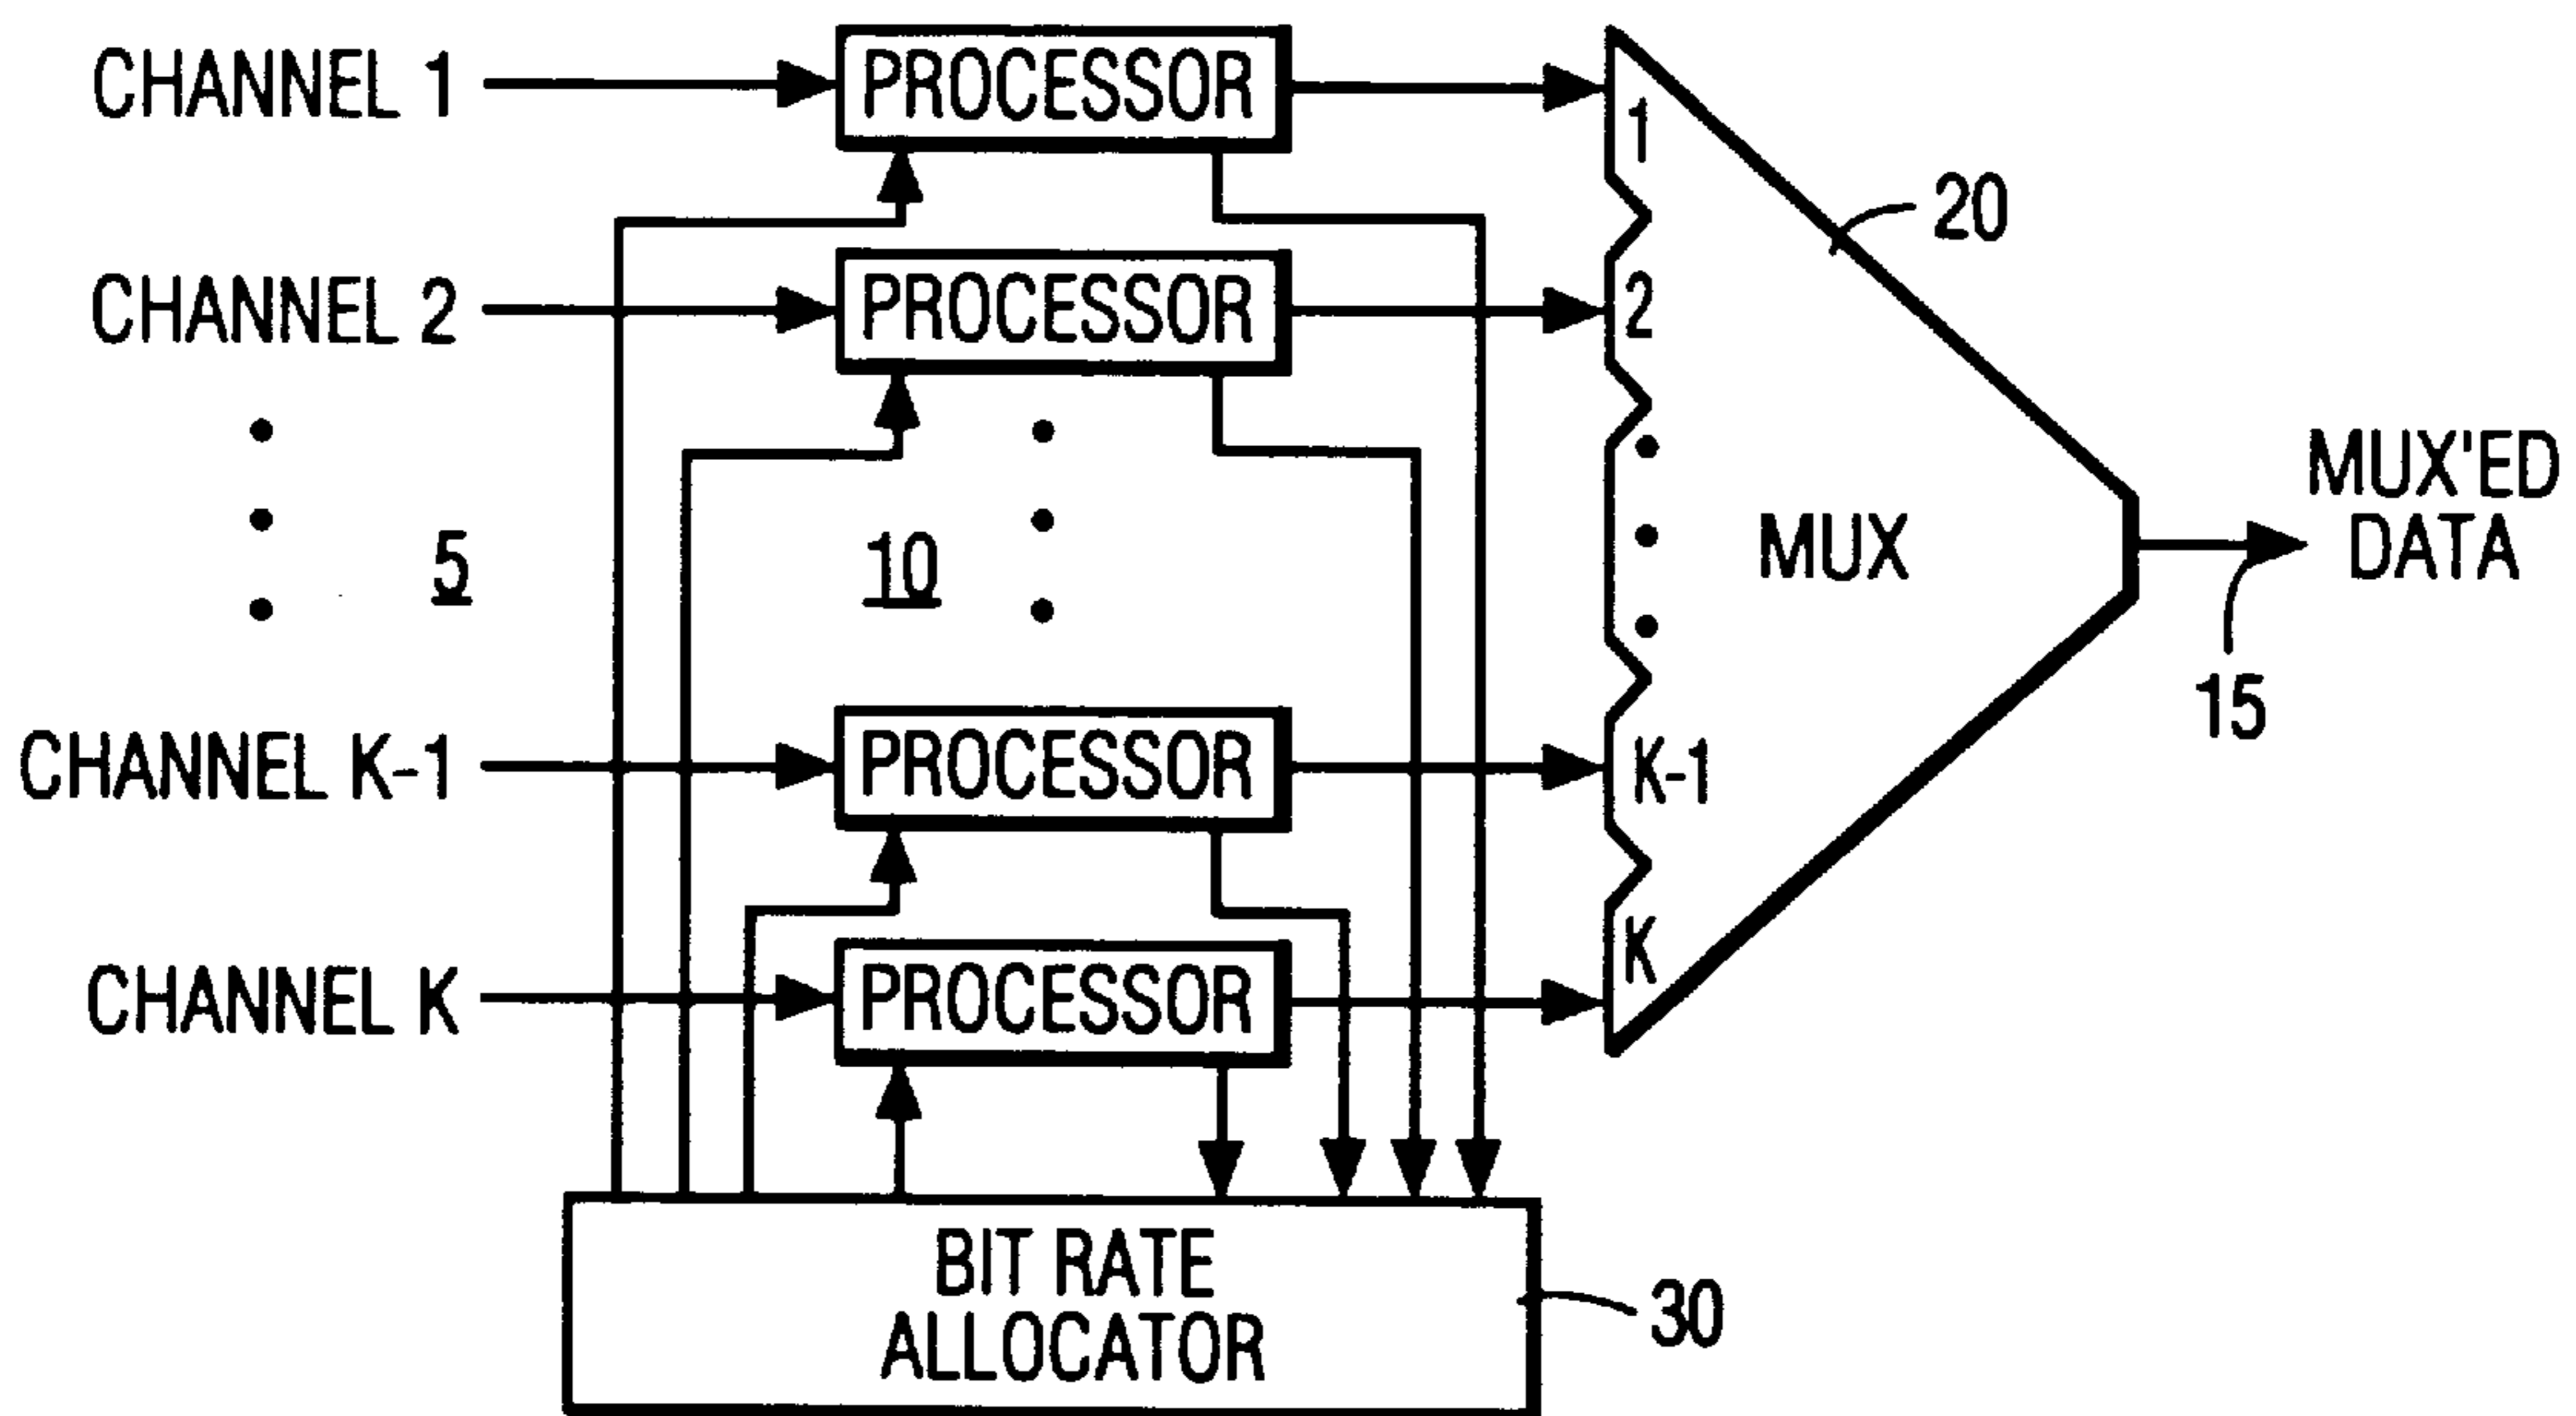 CHANNEL 1
PROCESSOR
1
20
CHANNEL 2
PROCESSOR
2
5
10
MUX
MUX'ED
DATA
15
CHANNEL K-1
PROCESSOR
K-1
CHANNEL K
PROCESSOR
K
BIT RATE
ALLOCATOR
30